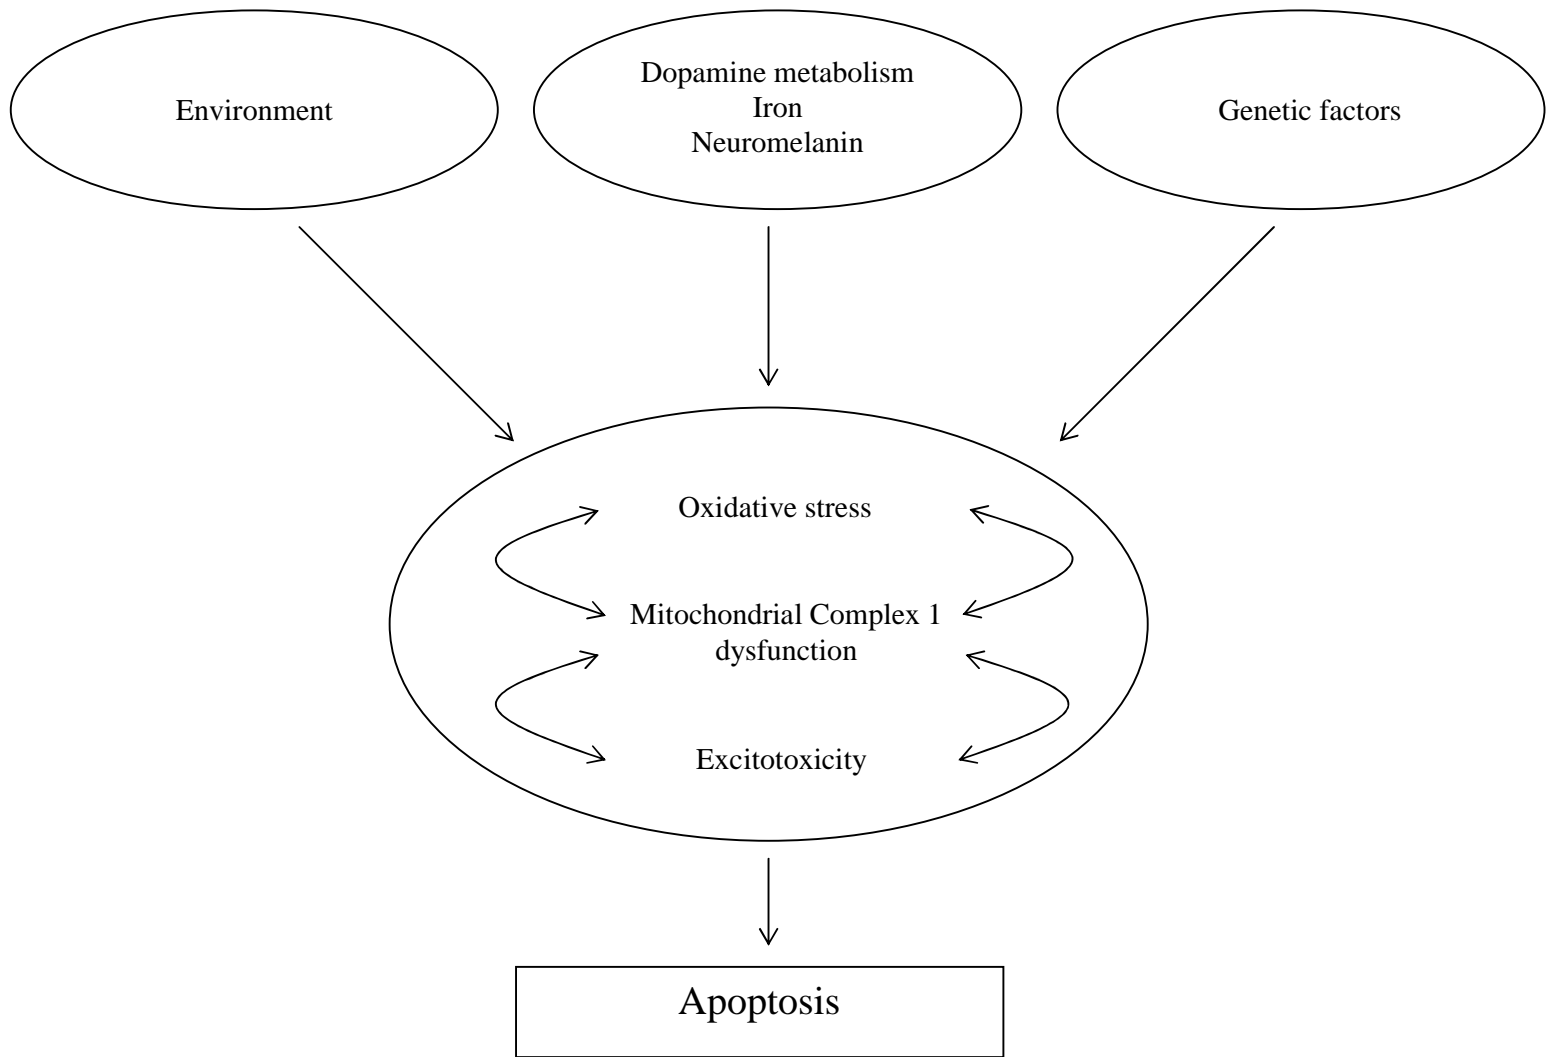 Environment
Dopamine metabolism
Iron
Neuromelanin
Genetic factors
Oxidative stress
Mitochondrial Complex 1
dysfunction
Excitotoxicity
Apoptosis